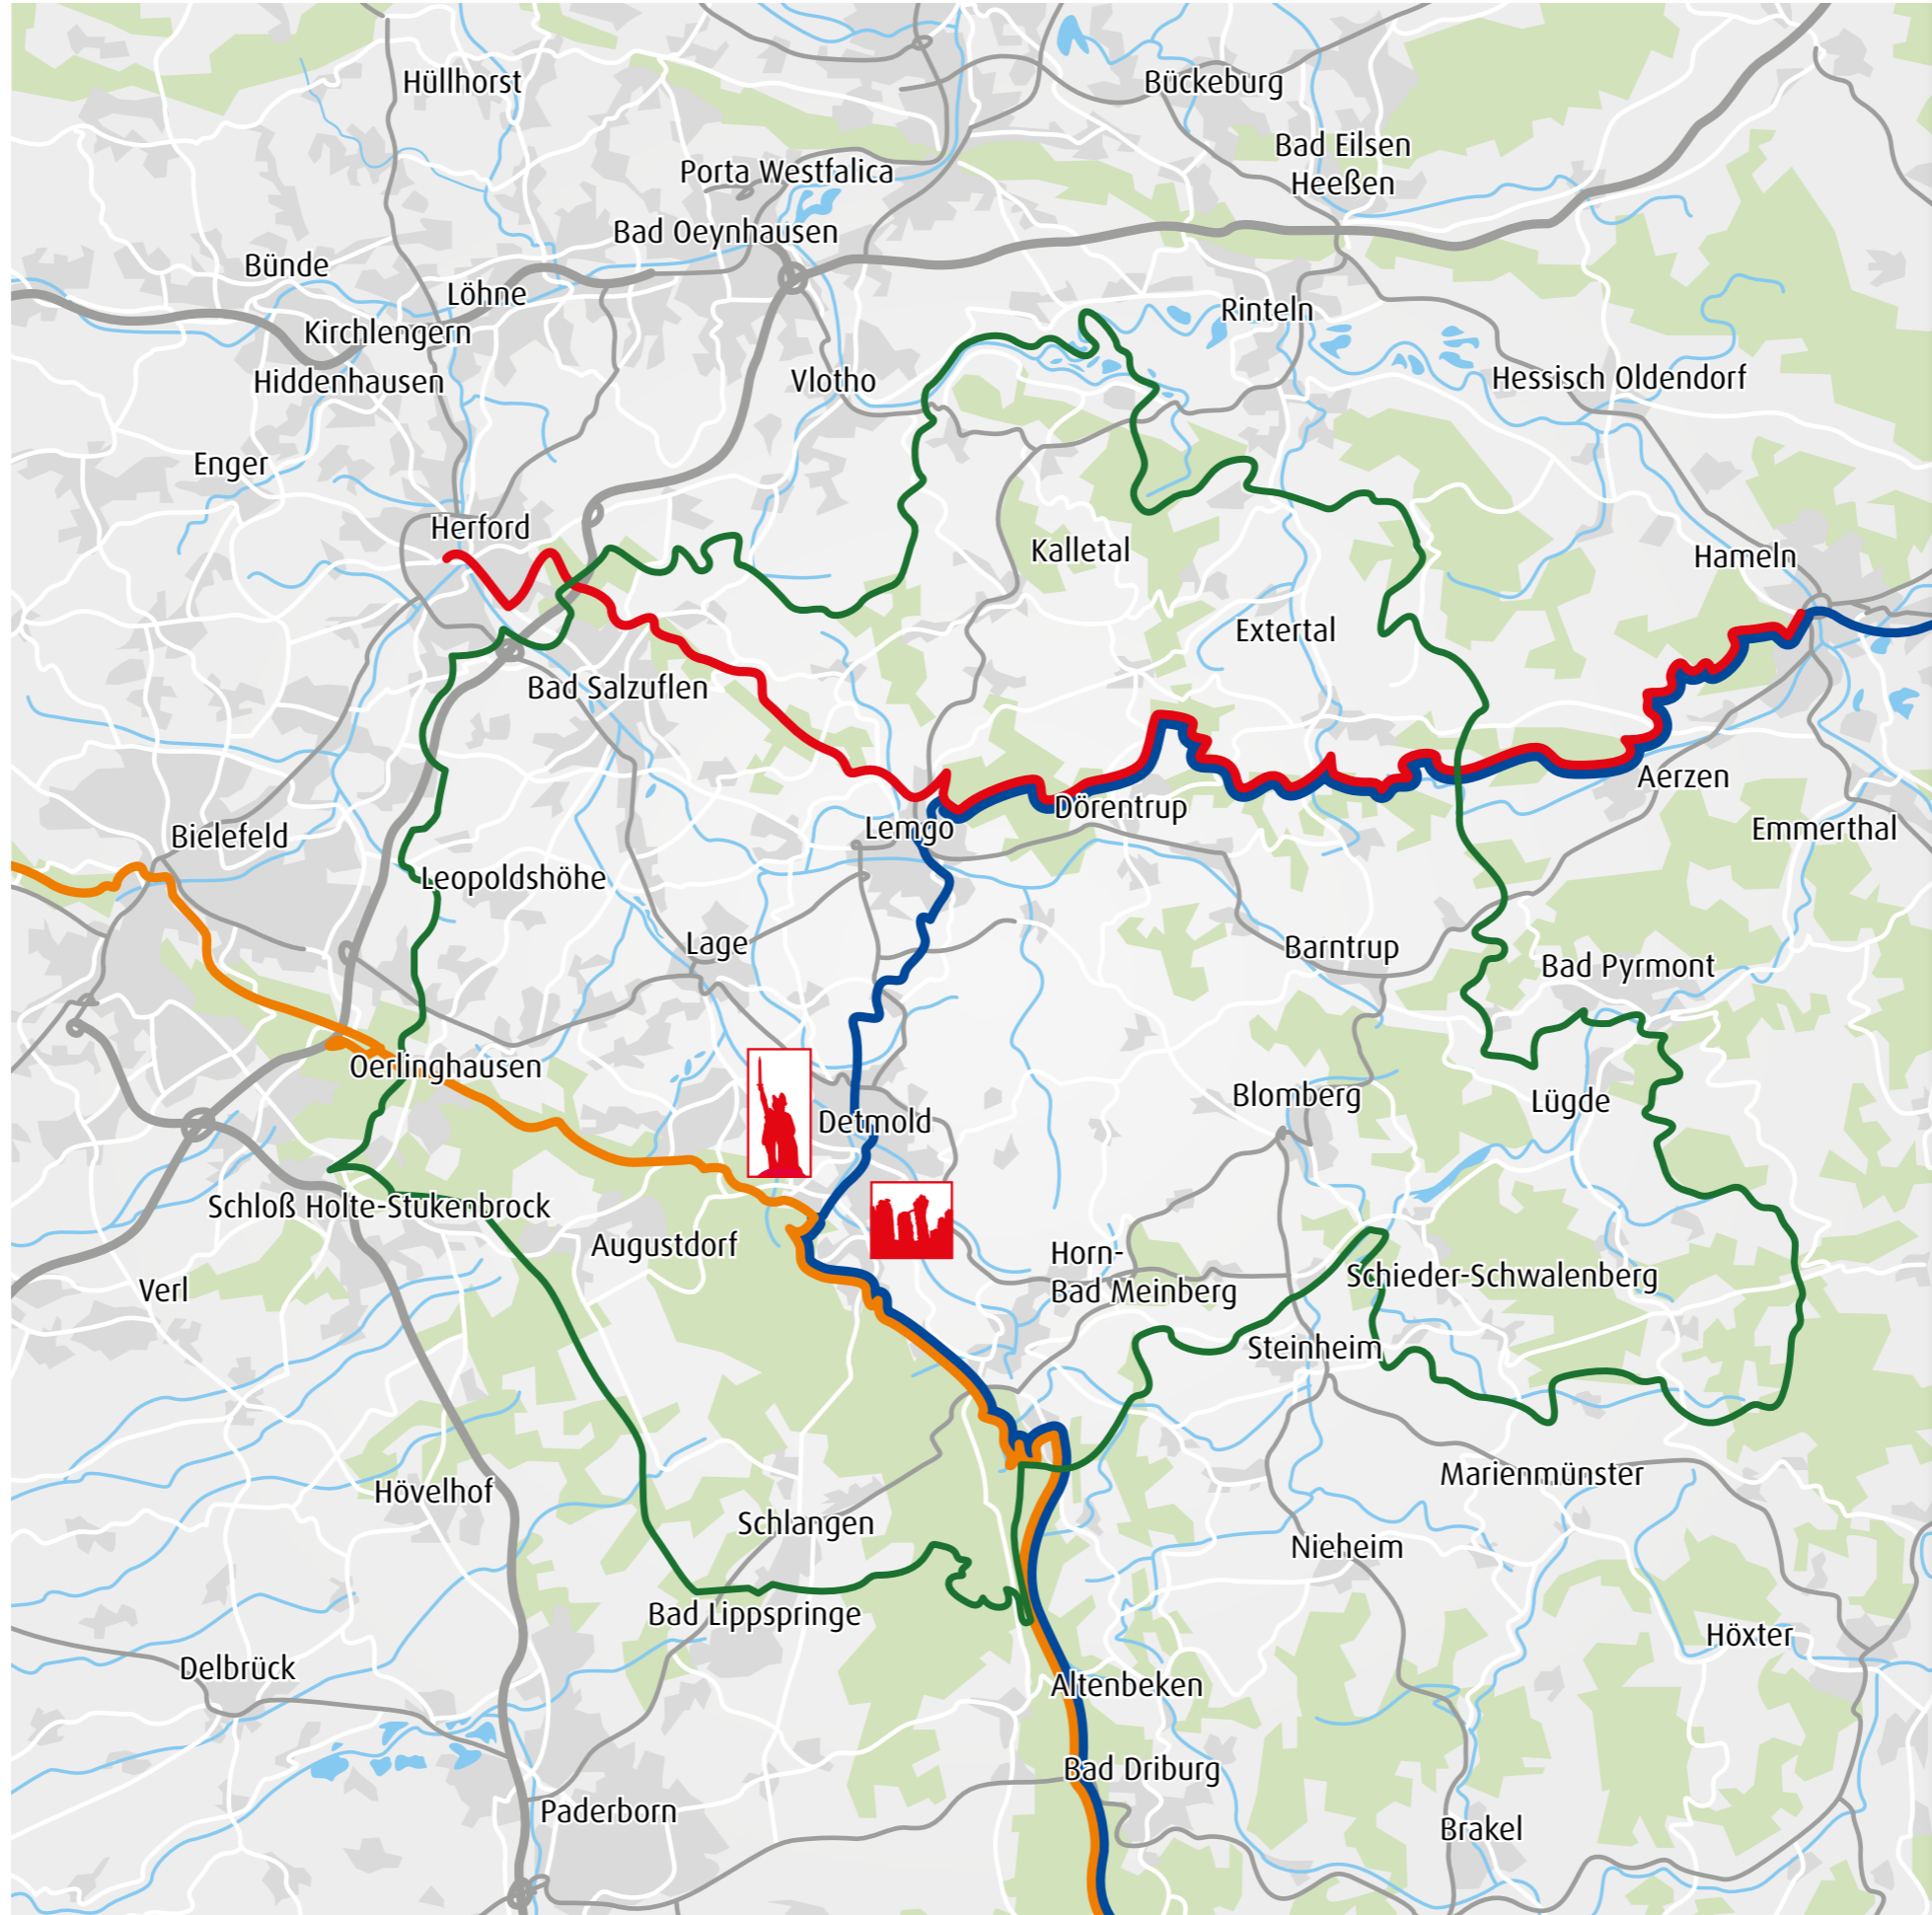 Hüllhorst
Bückeburg
Bad Eilsen
Heeßen
Porta Westfalica
Bad Oeynhausen
Bünde
Löhne
Rinteln
Kirchlengern
Hiddenhausen
Vlotho
Hessisch Oldendorf
Enger
Herford
Kalletal
Hameln
Extertal
Bad Salzuflen
Aerzen
Dörentrup
Lemgo
Emmerthal
Bielefeld
Leopoldshöhe
Lage
Barntrup
Bad Pyrmont
Oerlinghausen
Blomberg
Lügde
Detmold
Schloß Holte-Stukenbrock
Augustdorf
Horn-
Bad Meinberg
Schieder-Schwalenberg
Verl
Steinheim
Marienmünster
Hövelhof
Schlangen
Nieheim
Bad Lippspringe
Höxter
Delbrück
Altenbeken
Bad Driburg
Paderborn
Brakel